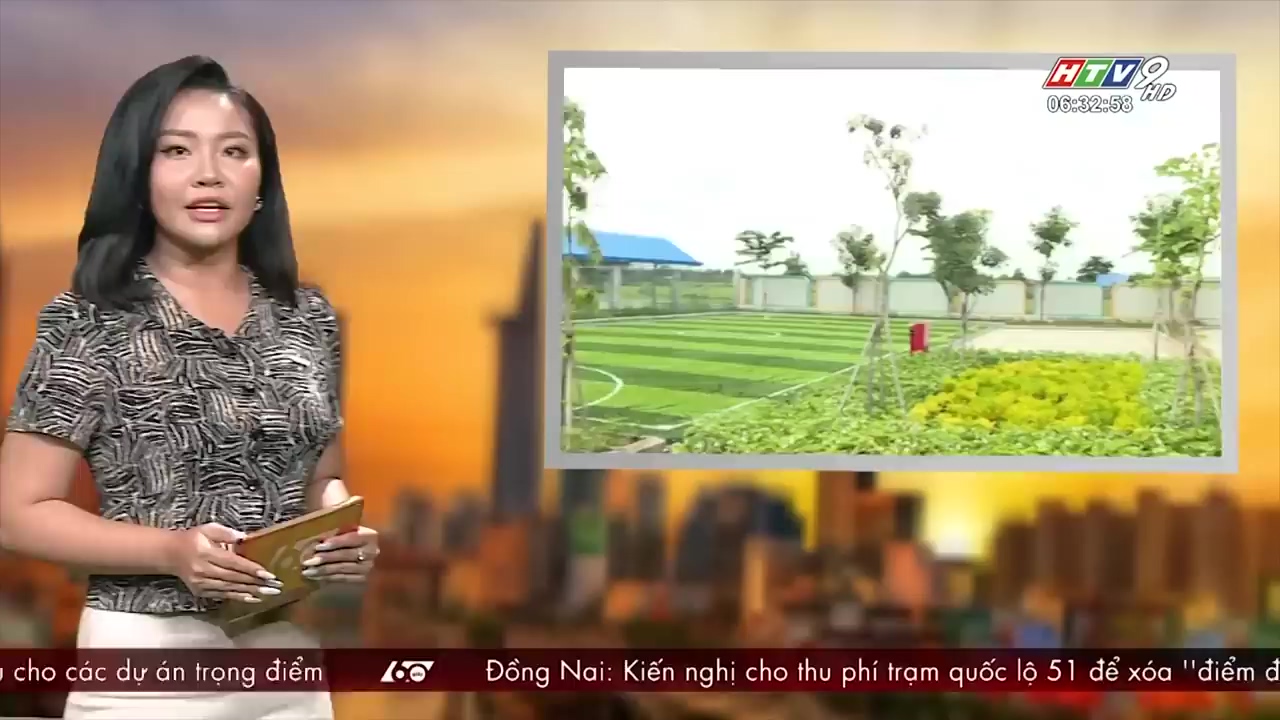 HTV9
HD
06:32:58
cho các dự án trọng điểm
60 Đồng Nai: Kiến nghị cho thu phí trạm quốc lộ 51 để xóa "điểm